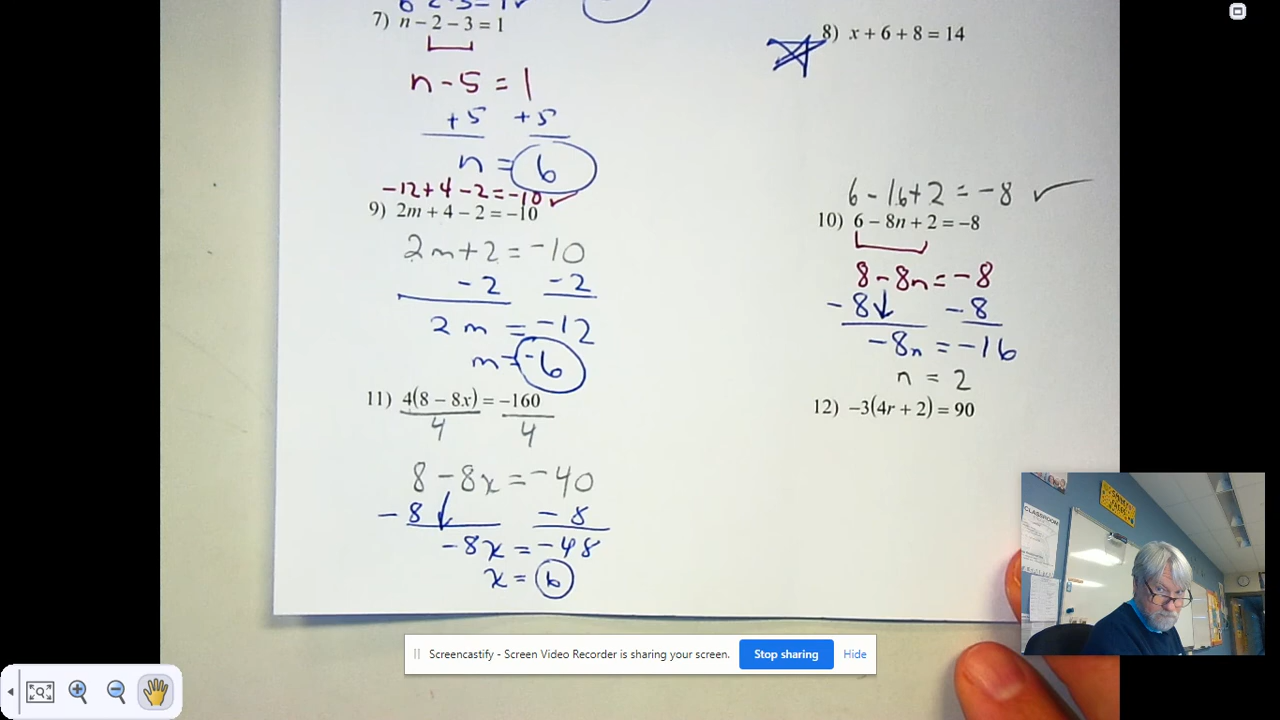 6 - 2 - 3 = 1 ✓
7) n − 2 − 3 = 1
n - 5 = 1
+5 +5
n = 6
-12 + 4 - 2 = -10 ✓
9) 2m + 4 − 2 = −10
2m + 2 = -10
- 2 - 2
2m = -12
m = -6
11) 4(8 − 8x) = −160
4 4
8 - 8x = -40
- 8 ↓ - 8
-8x = -48
x = 6
8) x + 6 + 8 = 14
6 - 16 + 2 = -8 ✓
10) 6 − 8n + 2 = −8
8 - 8n = -8
- 8 ↓ - 8
-8n = -16
n = 2
12) −3(4r + 2) = 90
CLASSROOM
Screencastify - Screen Video Recorder is sharing your screen.
Stop sharing
Hide